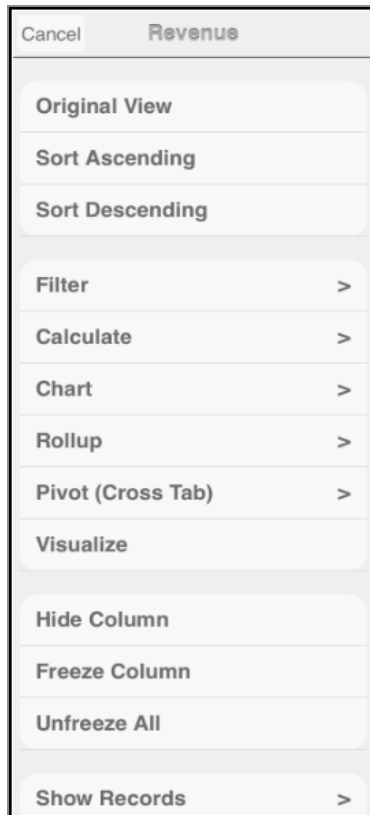 Cancel Revenue
Original View
Sort Ascending
Sort Descending
Filter >
Calculate >
Chart >
Rollup >
Pivot (Cross Tab) >
Visualize
Hide Column
Freeze Column
Unfreeze All
Show Records >